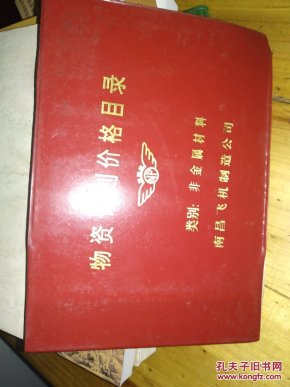 物资 价格目录
类别: 非金属材料
南昌飞机制造公司
孔夫子旧书网
www.kongfz.com